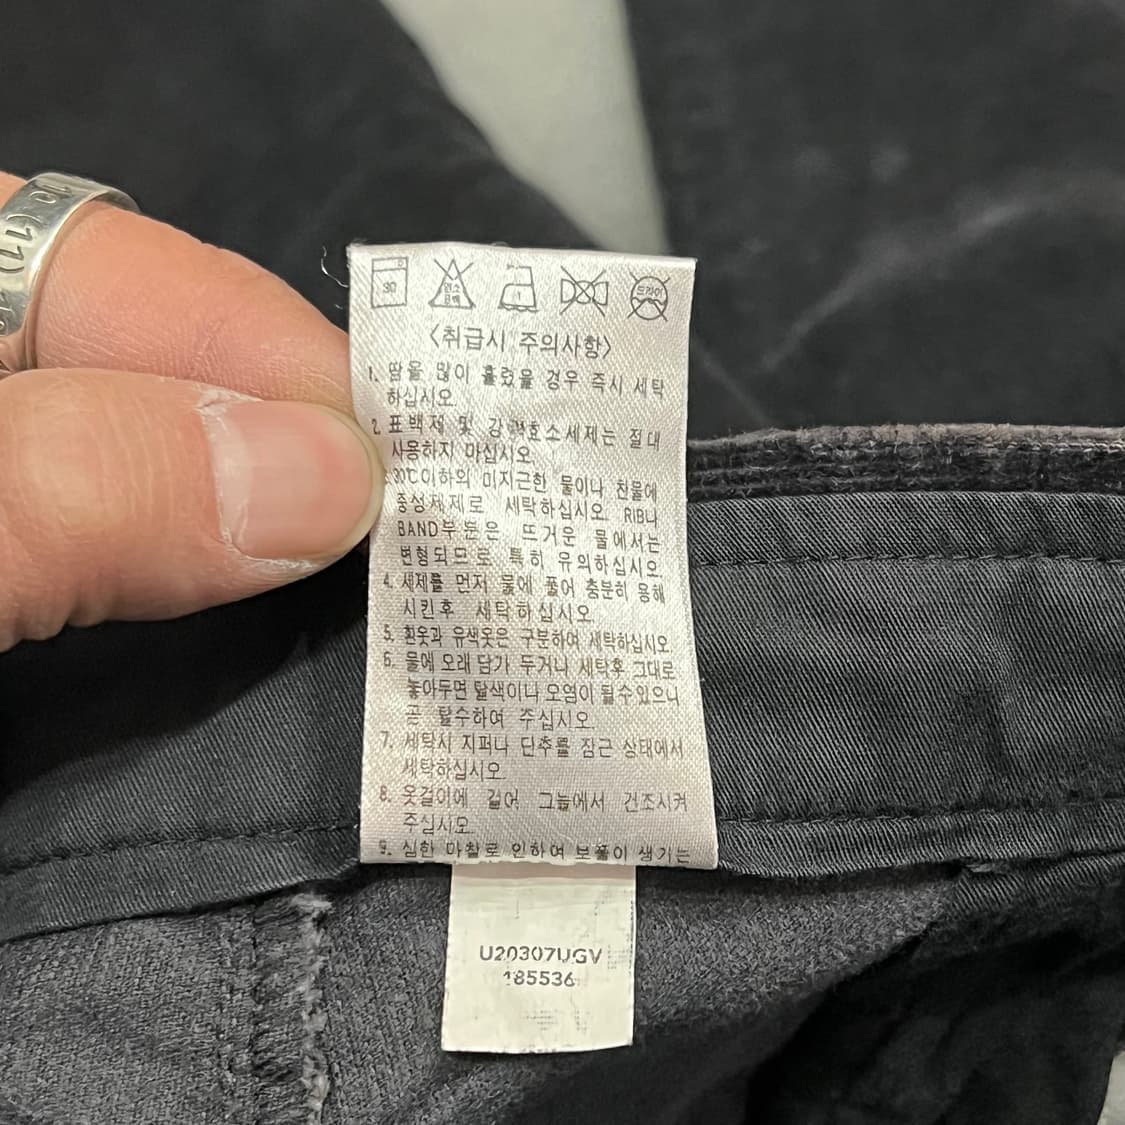 30
염소
표백
1
드라이
〈취급시 주의사항〉
1. 땀을 많이 흘렸을 경우 즉시 세탁
하십시오.
2. 표백제 및 효소세제는 절대
사용하지 마십시오.
30℃이하의 미지근한 물이나 찬물에
중성세제로 세탁하십시오. RIB나
BAND부분은 뜨거운 물에서는
변형되므로 특히 유의하십시오.
4. 세제를 먼저 물에 풀어 충분히 용해
시킨후 세탁하십시오.
5. 흰옷과 유색옷은 구분하여 세탁하십시오.
6. 물에 오래 담가 두거나 세탁후 그대로
놓아두면 탈색이나 오염이 될수있으니
곧 탈수하여 주십시오.
7. 세탁시 지퍼나 단추를 잠근 상태에서
세탁하십시오.
8. 옷걸이에 걸어 그늘에서 건조시켜
주십시오.
9. 심한 마찰로 인하여 보풀이 생기는
U20307UGV
185536